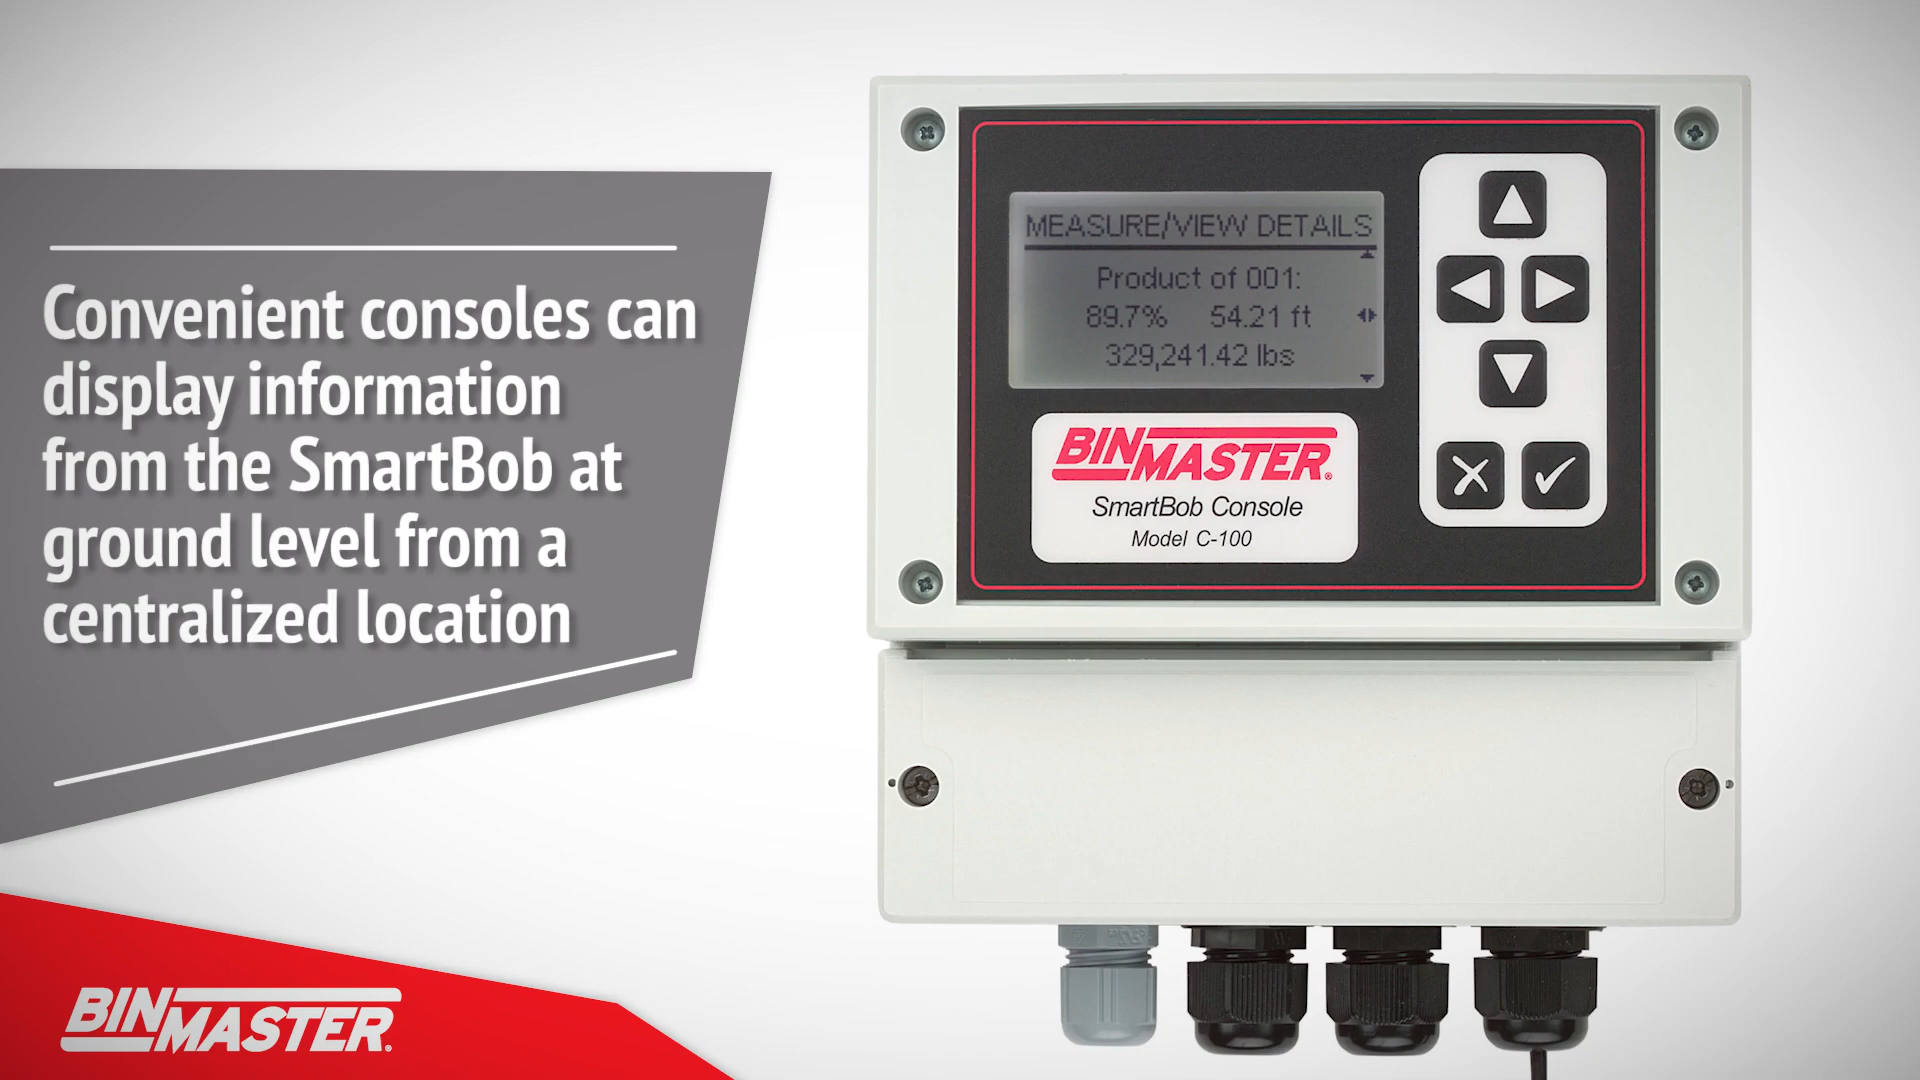 Convenient consoles can
display information
from the SmartBob at
ground level from a
centralized location
MEASURE/VIEW DETAILS
Product of 001:
89.7% 54.21 ft
329,241.42 lbs
BINMASTER®
SmartBob Console
Model C-100
BINMASTER®